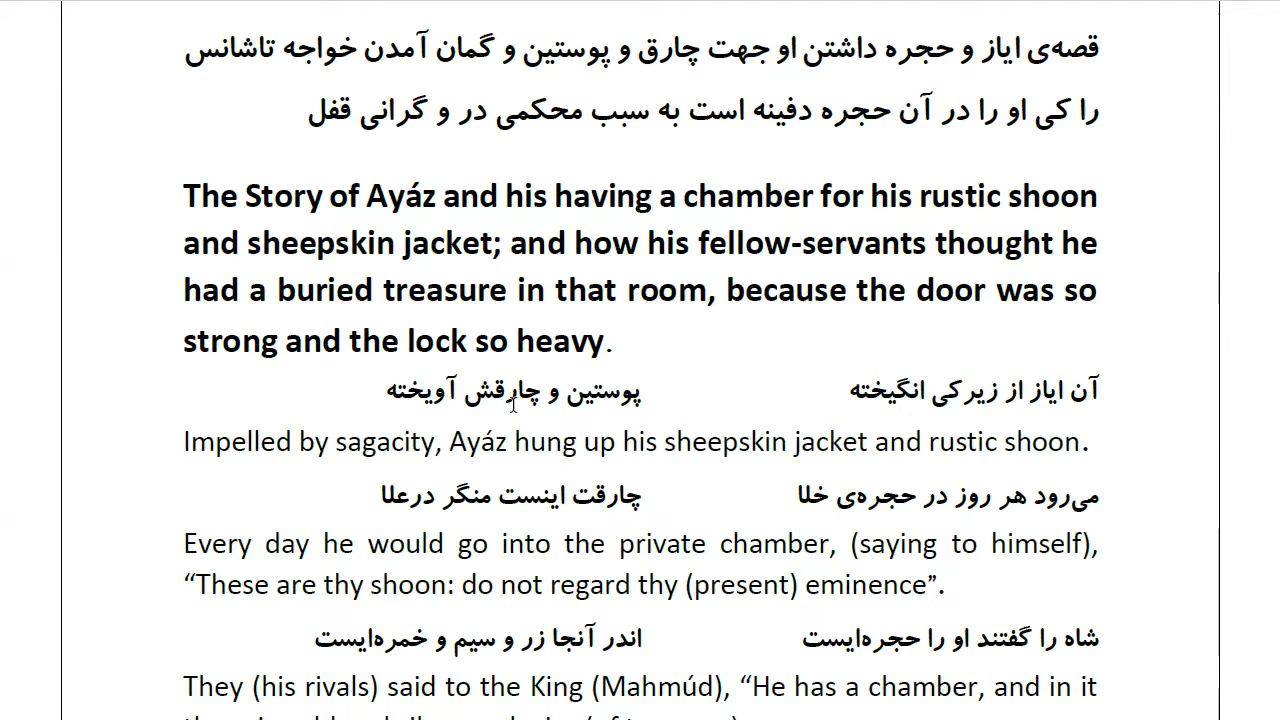 قصه‌ی ایاز و حجره داشتن او جهت چارق و پوستین و گمان آمدن خواجه تاشانس
را کی او را در آن حجره دفینه است به سبب محکمی در و گرانی قفل
The Story of Ayáz and his having a chamber for his rustic shoon
and sheepskin jacket; and how his fellow-servants thought he
had a buried treasure in that room, because the door was so
strong and the lock so heavy.
آن ایاز از زیرکی انگیخته پوستین و چارقش آویخته
Impelled by sagacity, Ayáz hung up his sheepskin jacket and rustic shoon.
می‌رود هر روز در حجره‌ی خلا چارقت اینست منگر درعلا
Every day he would go into the private chamber, (saying to himself),
“These are thy shoon: do not regard thy (present) eminence”.
شاه را گفتند او را حجره‌ایست اندر آنجا زر و سیم و خمره‌ایست
They (his rivals) said to the King (Mahmúd), “He has a chamber, and in it